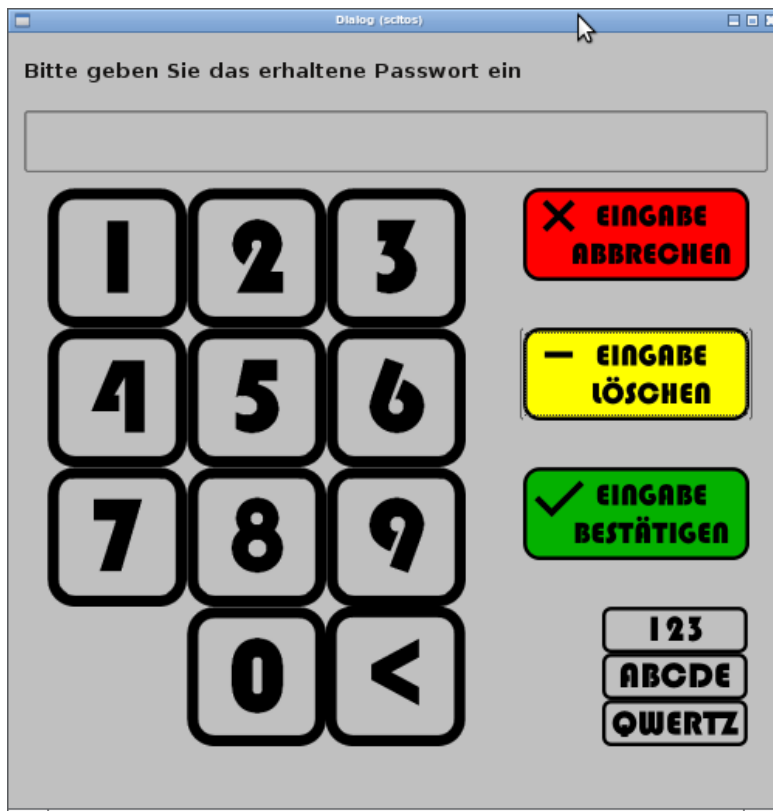 Dialog (scitos)
Bitte geben Sie das erhaltene Passwort ein
1 2 3
EINGABE
ABBRECHEN
4 5 6
EINGABE
LÖSCHEN
7 8 9
EINGABE
BESTÄTIGEN
0 <
123
ABCDE
QWERTZ